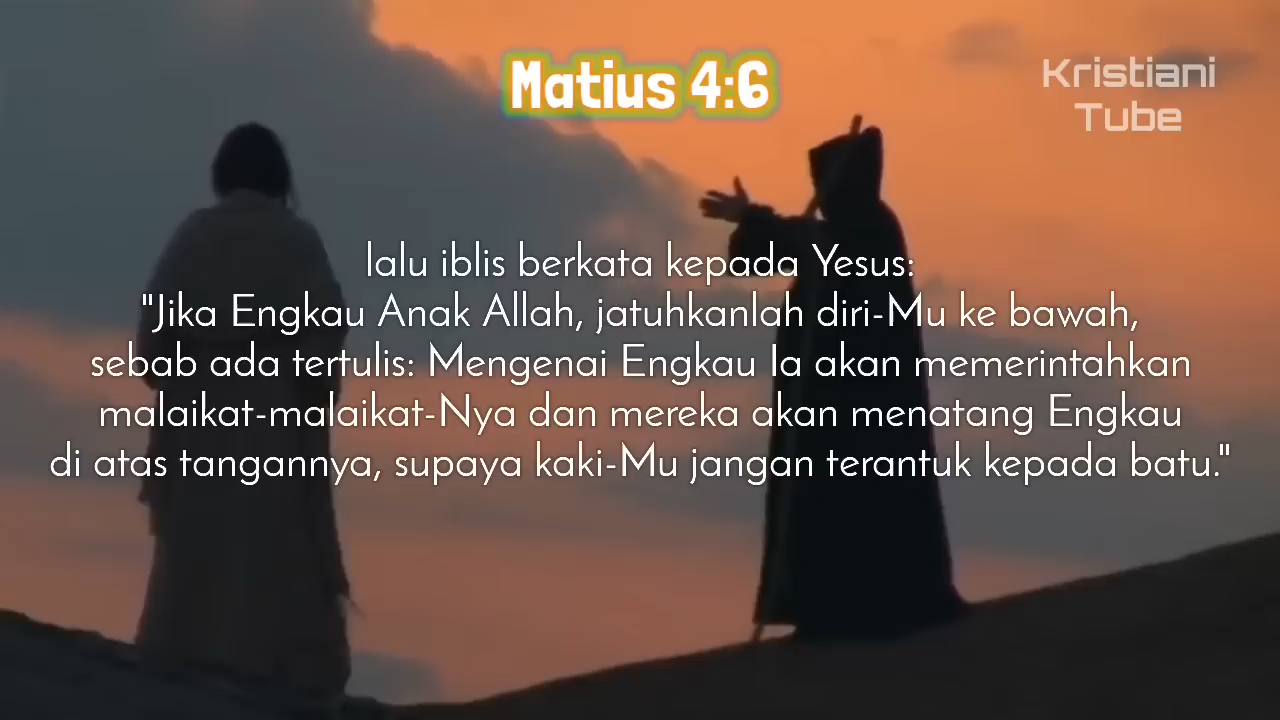 Matius 4:6
Kristiani
Tube
lalu iblis berkata kepada Yesus:
"Jika Engkau Anak Allah, jatuhkanlah diri-Mu ke bawah,
sebab ada tertulis: Mengenai Engkau Ia akan memerintahkan
malaikat-malaikat-Nya dan mereka akan menatang Engkau
di atas tangannya, supaya kaki-Mu jangan terantuk kepada batu."